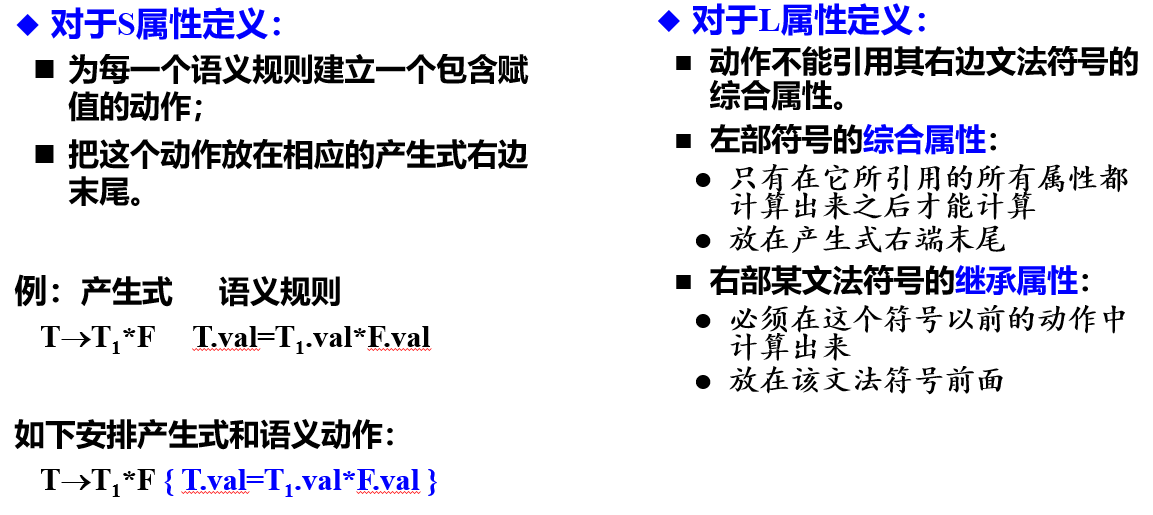 ◆ 对于S属性定义：
■ 为每一个语义规则建立一个包含赋
值的动作；
■ 把这个动作放在相应的产生式右边
末尾。
例：产生式 语义规则
T→T₁*F T.val=T₁.val*F.val
如下安排产生式和语义动作：
T→T₁*F { T.val=T₁.val*F.val }
◆ 对于L属性定义：
■ 动作不能引用其右边文法符号的
综合属性。
■ 左部符号的综合属性：
● 只有在它所引用的所有属性都
计算出来之后才能计算
● 放在产生式右端末尾
■ 右部某文法符号的继承属性：
● 必须在这个符号以前的动作中
计算出来
● 放在该文法符号前面